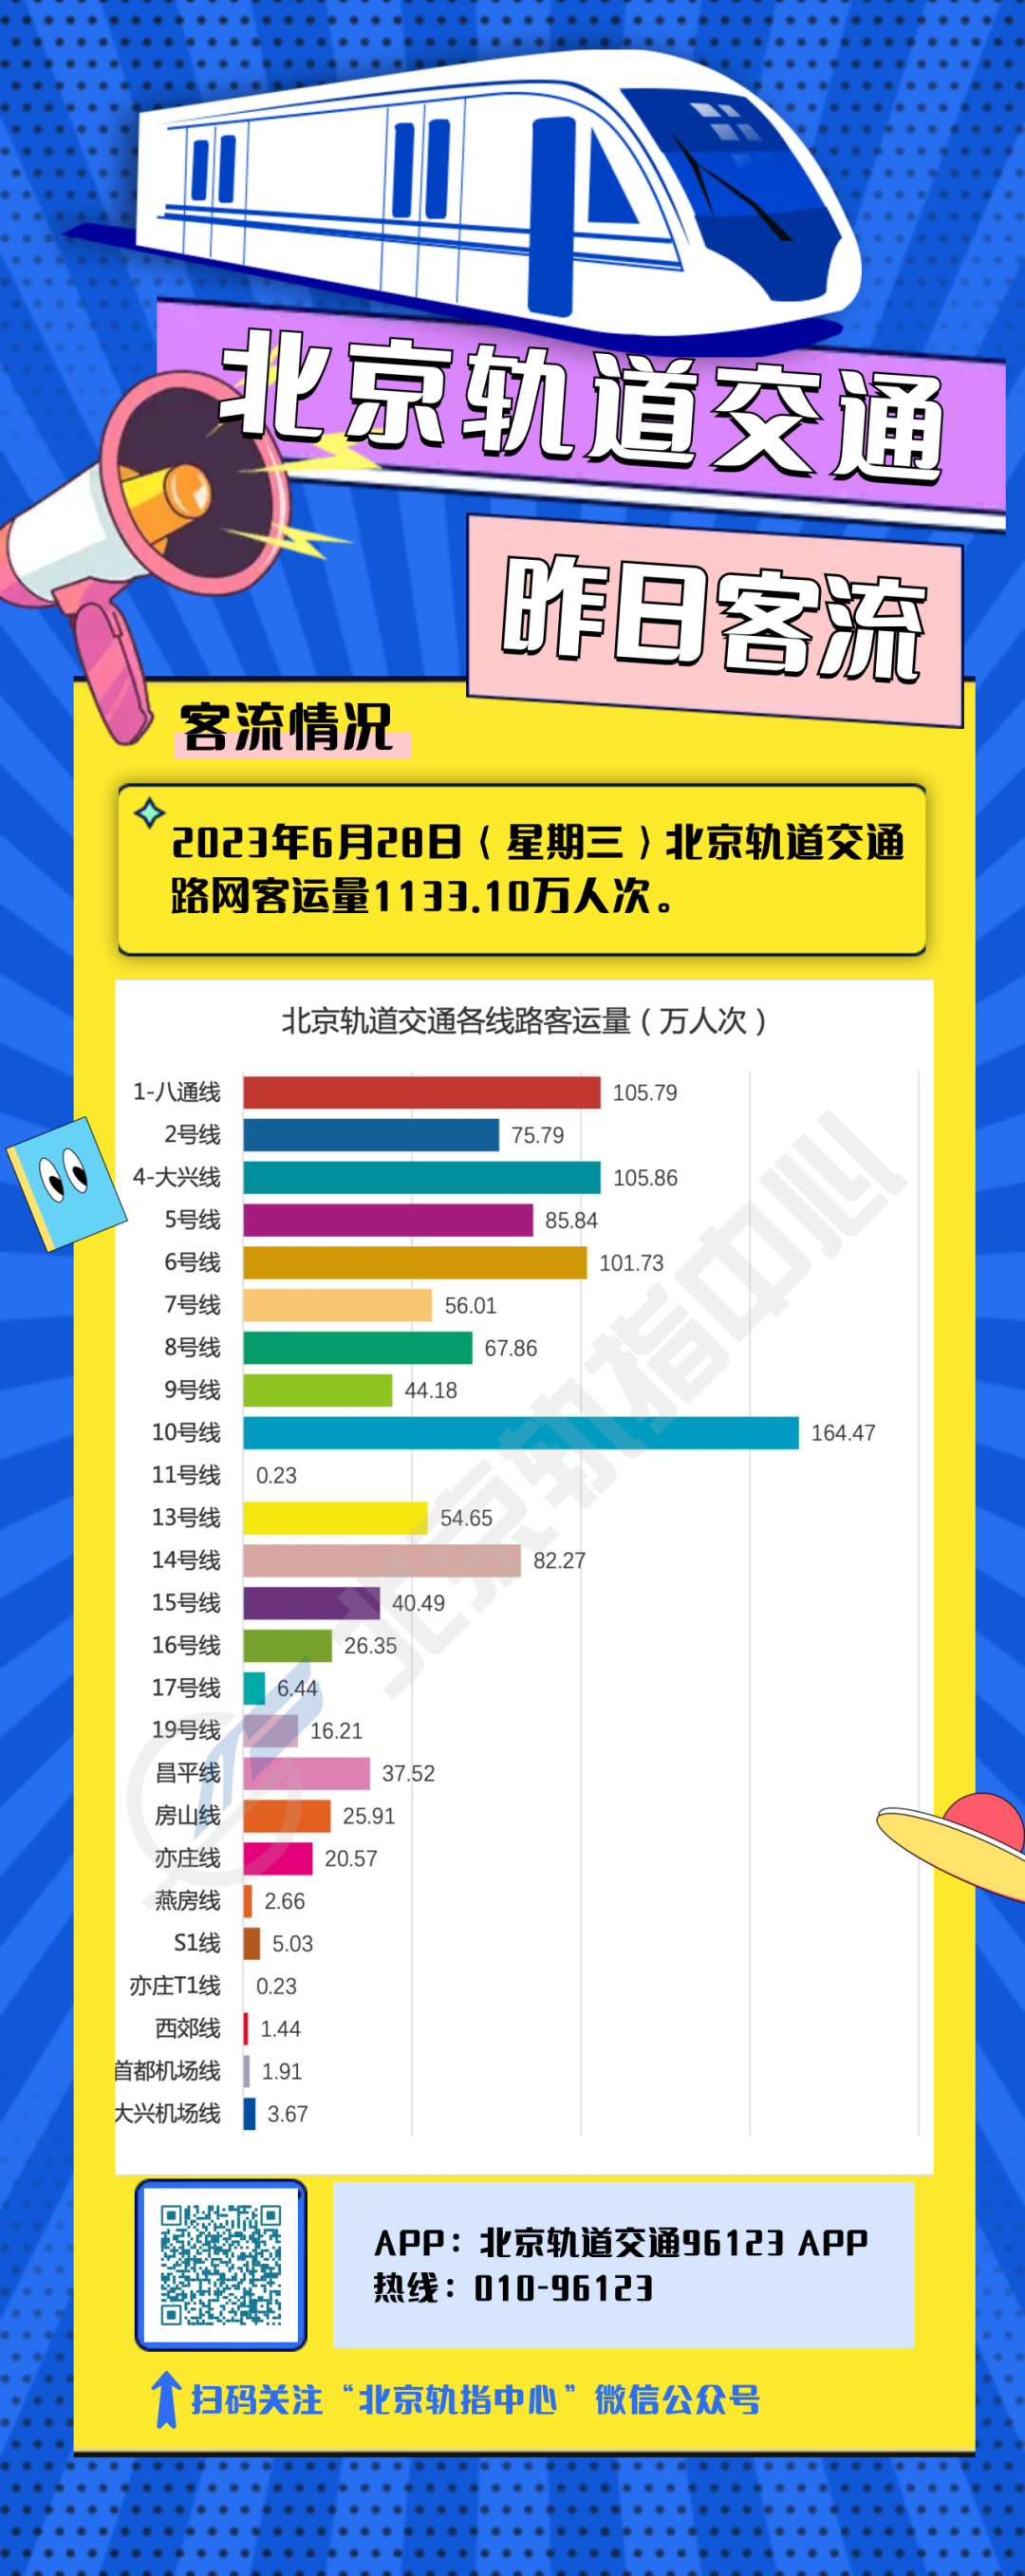 北京轨道交通
昨日客流
客流情况
2023年6月28日（星期三）北京轨道交通
路网客运量1133.10万人次。
北京轨道交通各线路客运量（万人次）
1-八通线 105.79
2号线 75.79
4-大兴线 105.86
5号线 85.84
6号线 101.73
7号线 56.01
8号线 67.86
9号线 44.18
10号线 164.47
11号线 0.23
13号线 54.65
14号线 82.27
15号线 40.49
16号线 26.35
17号线 6.44
19号线 16.21
昌平线 37.52
房山线 25.91
亦庄线 20.57
燕房线 2.66
S1线 5.03
亦庄T1线 0.23
西郊线 1.44
首都机场线 1.91
大兴机场线 3.67
北京轨指中心
APP：北京轨道交通96123 APP
热线：010-96123
扫码关注“北京轨指中心”微信公众号